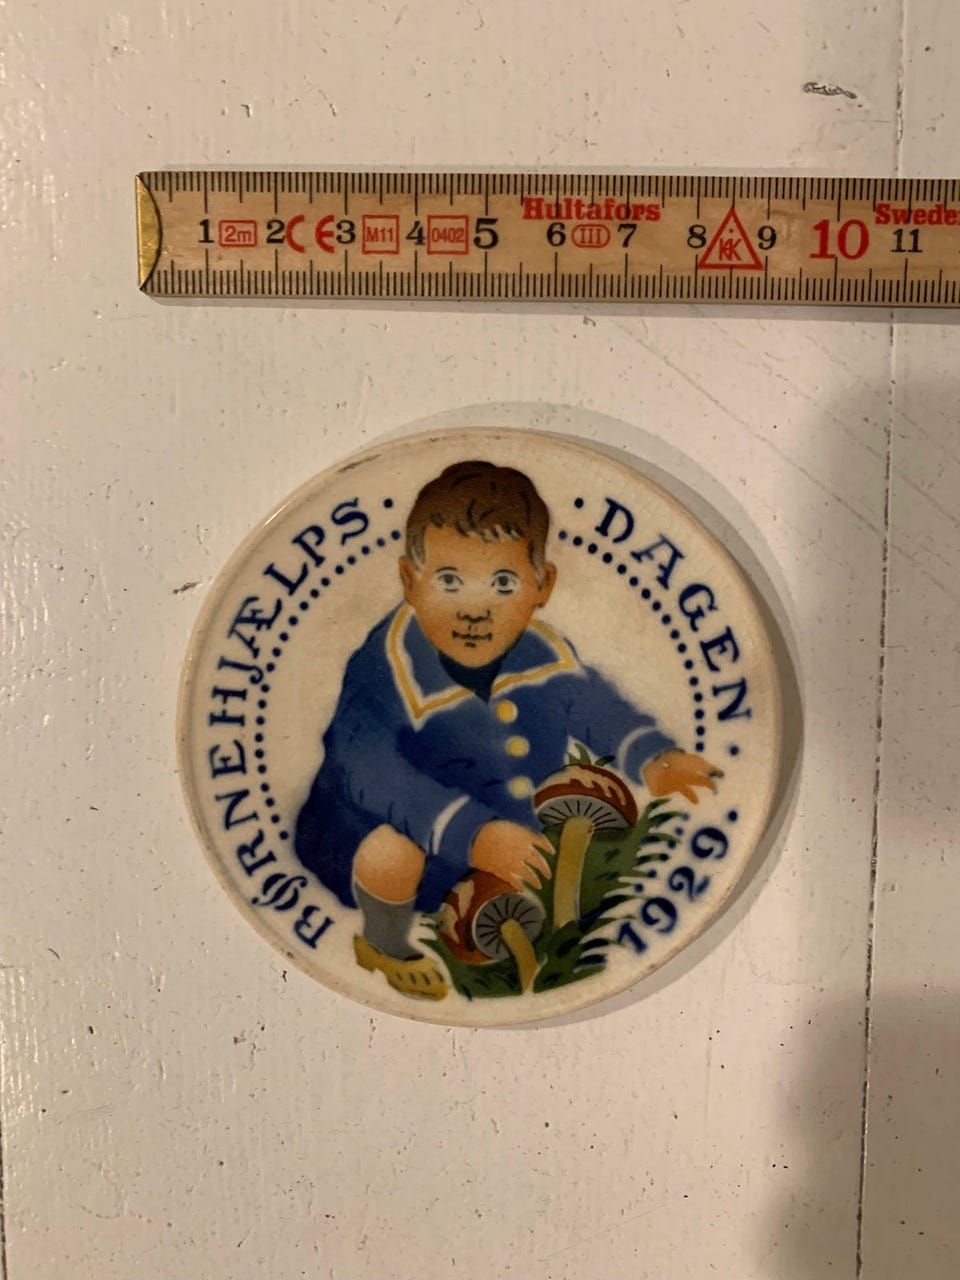 Hultafors Sweden
1 2m 2 CE 3 M11 4 0402 5 6 III 7 8 9 10 11
BØRNEHJÆLPS · DAGEN · 1929 ·